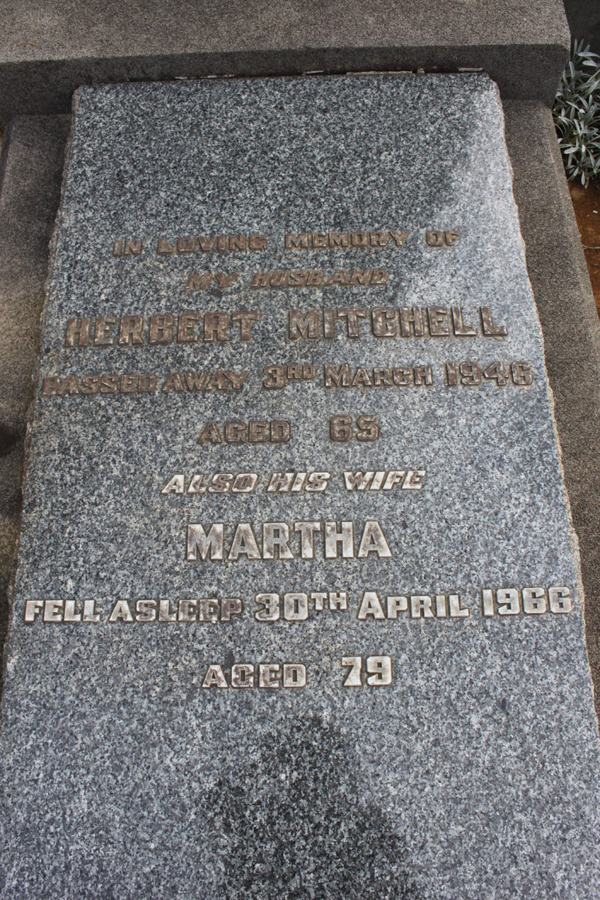 IN LOVING MEMORY OF
MY HUSBAND
HERBERT MITCHELL
PASSED AWAY 3RD MARCH 1946
AGED 65
ALSO HIS WIFE
MARTHA
FELL ASLEEP 30TH APRIL 1966
AGED 79